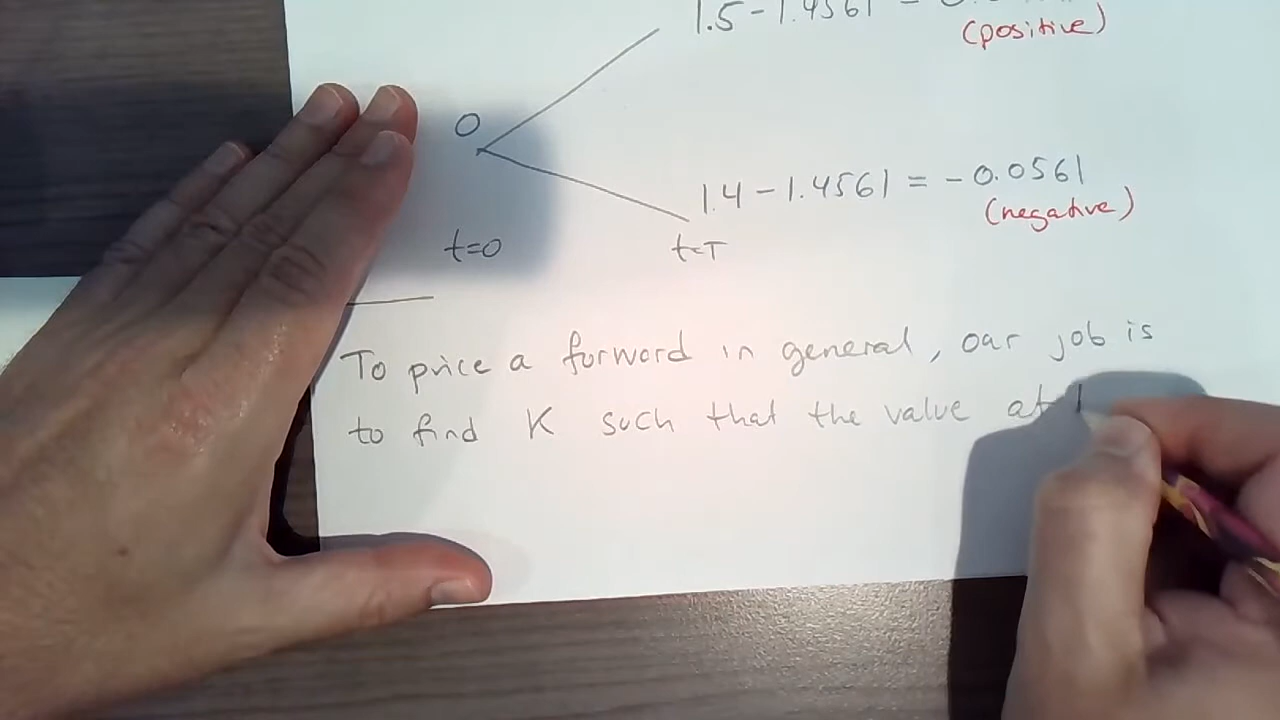 1.5 - 1.4561 =
(positive)
0
1.4 - 1.4561 = -0.0561
(negative)
t=0
t=T
To price a forward in general, our job is
to find K such that the value at